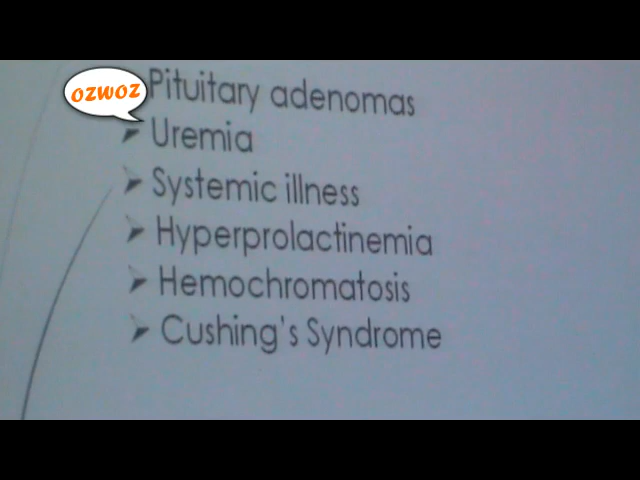 ozwoz
Pituitary adenomas
Uremia
Systemic illness
Hyperprolactinemia
Hemochromatosis
Cushing's Syndrome